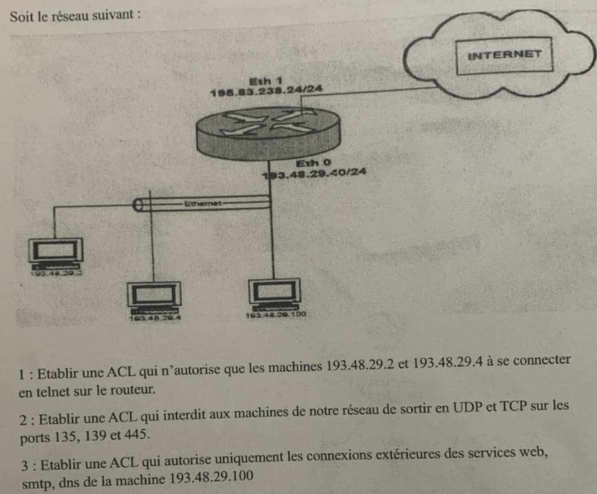 Soit le réseau suivant :
INTERNET
Eth 1
195.83.238.24/24
Eth 0
193.48.29.40/24
Ethernet
193.48.29.2
193.48.29.4
193.48.29.100
1 : Etablir une ACL qui n'autorise que les machines 193.48.29.2 et 193.48.29.4 à se connecter
en telnet sur le routeur.
2 : Etablir une ACL qui interdit aux machines de notre réseau de sortir en UDP et TCP sur les
ports 135, 139 et 445.
3 : Etablir une ACL qui autorise uniquement les connexions extérieures des services web,
smtp, dns de la machine 193.48.29.100